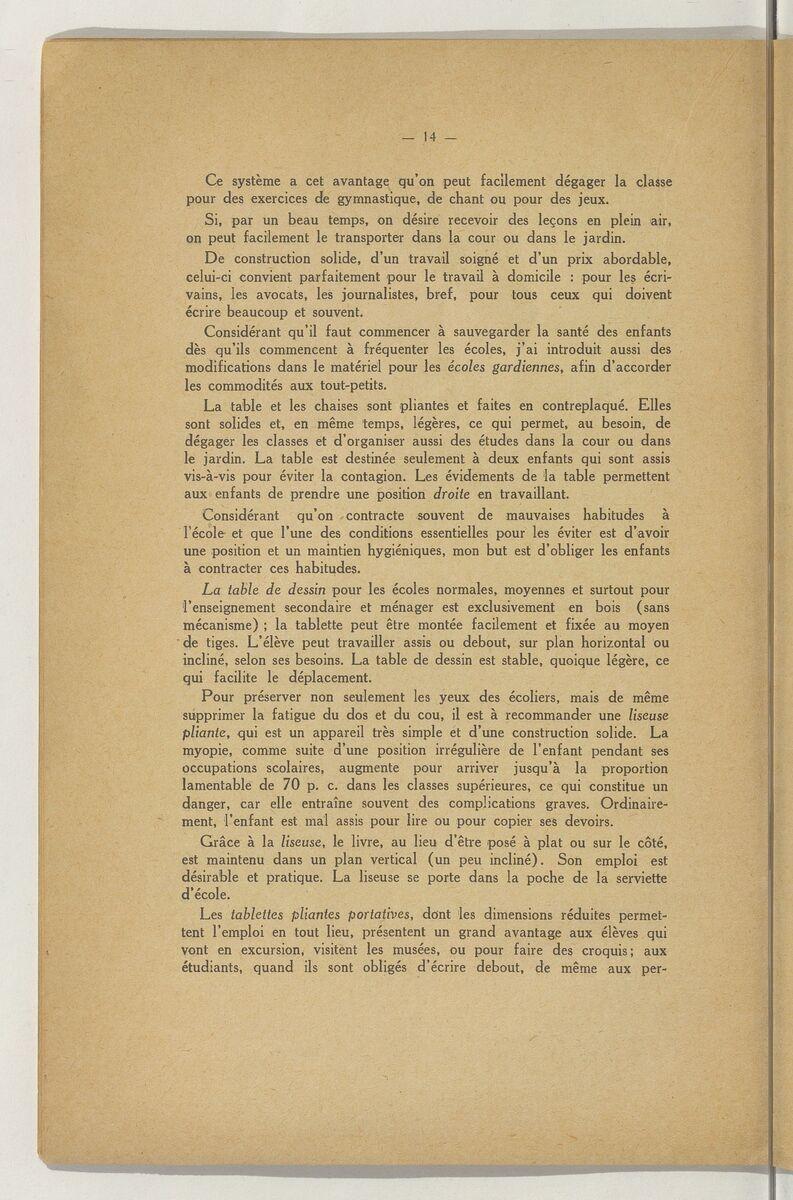 — 14 —
Ce système a cet avantage qu'on peut facilement dégager la classe
pour des exercices de gymnastique, de chant ou pour des jeux.
Si, par un beau temps, on désire recevoir des leçons en plein air,
on peut facilement le transporter dans la cour ou dans le jardin.
De construction solide, d'un travail soigné et d'un prix abordable,
celui-ci convient parfaitement pour le travail à domicile : pour les écri-
vains, les avocats, les journalistes, bref, pour tous ceux qui doivent
écrire beaucoup et souvent.
Considérant qu'il faut commencer à sauvegarder la santé des enfants
dès qu'ils commencent à fréquenter les écoles, j'ai introduit aussi des
modifications dans le matériel pour les écoles gardiennes, afin d'accorder
les commodités aux tout-petits.
La table et les chaises sont pliantes et faites en contreplaqué. Elles
sont solides et, en même temps, légères, ce qui permet, au besoin, de
dégager les classes et d'organiser aussi des études dans la cour ou dans
le jardin. La table est destinée seulement à deux enfants qui sont assis
vis-à-vis pour éviter la contagion. Les évidements de la table permettent
aux enfants de prendre une position droite en travaillant.
Considérant qu'on contracte souvent de mauvaises habitudes à
l'école et que l'une des conditions essentielles pour les éviter est d'avoir
une position et un maintien hygiéniques, mon but est d'obliger les enfants
à contracter ces habitudes.
La table de dessin pour les écoles normales, moyennes et surtout pour
l'enseignement secondaire et ménager est exclusivement en bois (sans
mécanisme) ; la tablette peut être montée facilement et fixée au moyen
de tiges. L'élève peut travailler assis ou debout, sur plan horizontal ou
incliné, selon ses besoins. La table de dessin est stable, quoique légère, ce
qui facilite le déplacement.
Pour préserver non seulement les yeux des écoliers, mais de même
supprimer la fatigue du dos et du cou, il est à recommander une liseuse
pliante, qui est un appareil très simple et d'une construction solide. La
myopie, comme suite d'une position irrégulière de l'enfant pendant ses
occupations scolaires, augmente pour arriver jusqu'à la proportion
lamentable de 70 p. c. dans les classes supérieures, ce qui constitue un
danger, car elle entraîne souvent des complications graves. Ordinaire-
ment, l'enfant est mal assis pour lire ou pour copier ses devoirs.
Grâce à la liseuse, le livre, au lieu d'être posé à plat ou sur le côté,
est maintenu dans un plan vertical (un peu incliné). Son emploi est
désirable et pratique. La liseuse se porte dans la poche de la serviette
d'école.
Les tablettes pliantes portatives, dont les dimensions réduites permet-
tent l'emploi en tout lieu, présentent un grand avantage aux élèves qui
vont en excursion, visitent les musées, ou pour faire des croquis; aux
étudiants, quand ils sont obligés d'écrire debout, de même aux per-